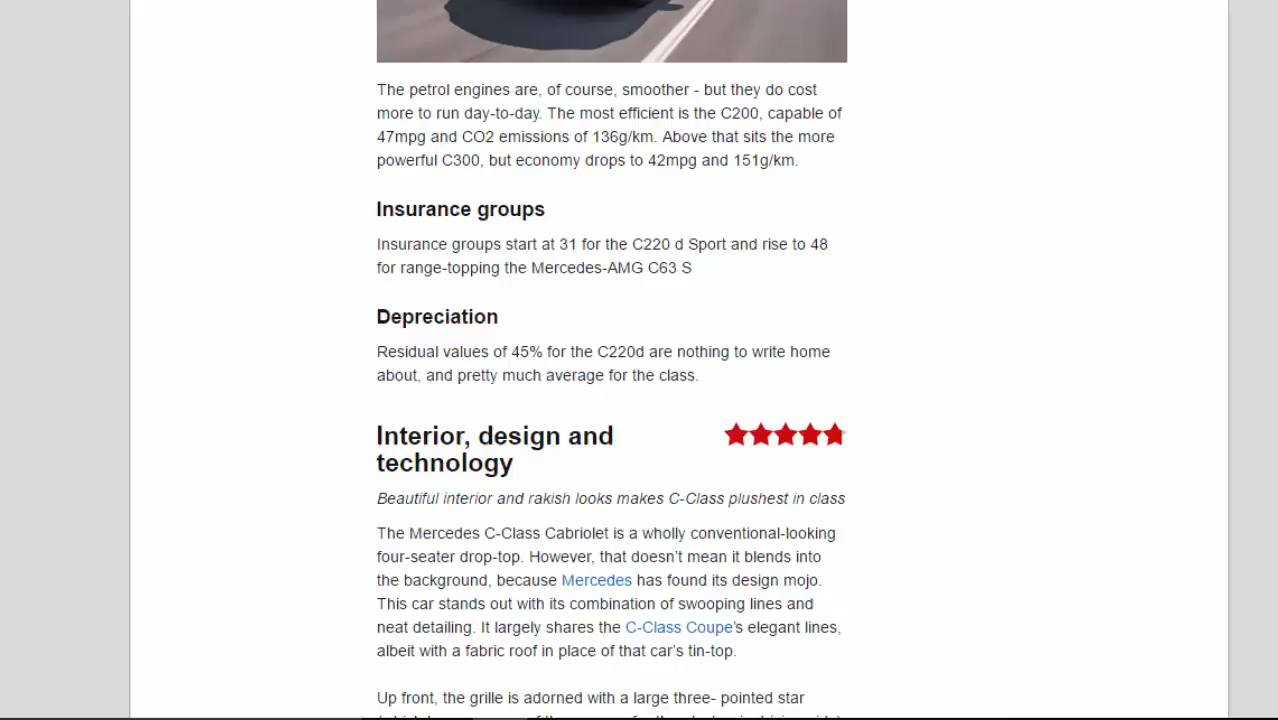 The petrol engines are, of course, smoother - but they do cost
more to run day-to-day. The most efficient is the C200, capable of
47mpg and CO2 emissions of 136g/km. Above that sits the more
powerful C300, but economy drops to 42mpg and 151g/km.
Insurance groups
Insurance groups start at 31 for the C220 d Sport and rise to 48
for range-topping the Mercedes-AMG C63 S
Depreciation
Residual values of 45% for the C220d are nothing to write home
about, and pretty much average for the class.
Interior, design and
technology
Beautiful interior and rakish looks makes C-Class plushest in class
The Mercedes C-Class Cabriolet is a wholly conventional-looking
four-seater drop-top. However, that doesn’t mean it blends into
the background, because Mercedes has found its design mojo.
This car stands out with its combination of swooping lines and
neat detailing. It largely shares the C-Class Coupe’s elegant lines,
albeit with a fabric roof in place of that car’s tin-top.
Up front, the grille is adorned with a large three- pointed star